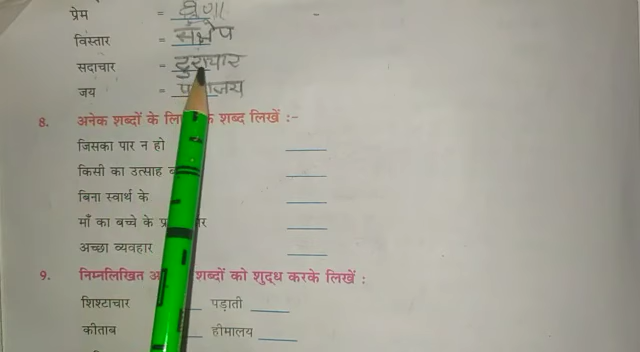 प्रेम = घृणा
विस्तार = संक्षेप
सदाचार = दुराचार
जय = पराजय
8. अनेक शब्दों के शब्द लिखें :-
जिसका पार न हो
किसी का उत्साह
बिना स्वार्थ के
माँ का बच्चे के
अच्छा व्यवहार
9. निम्नलिखित शब्दों को शुद्ध करके लिखें :
शिश्टाचार पड़ाती
कीताब हीमालय